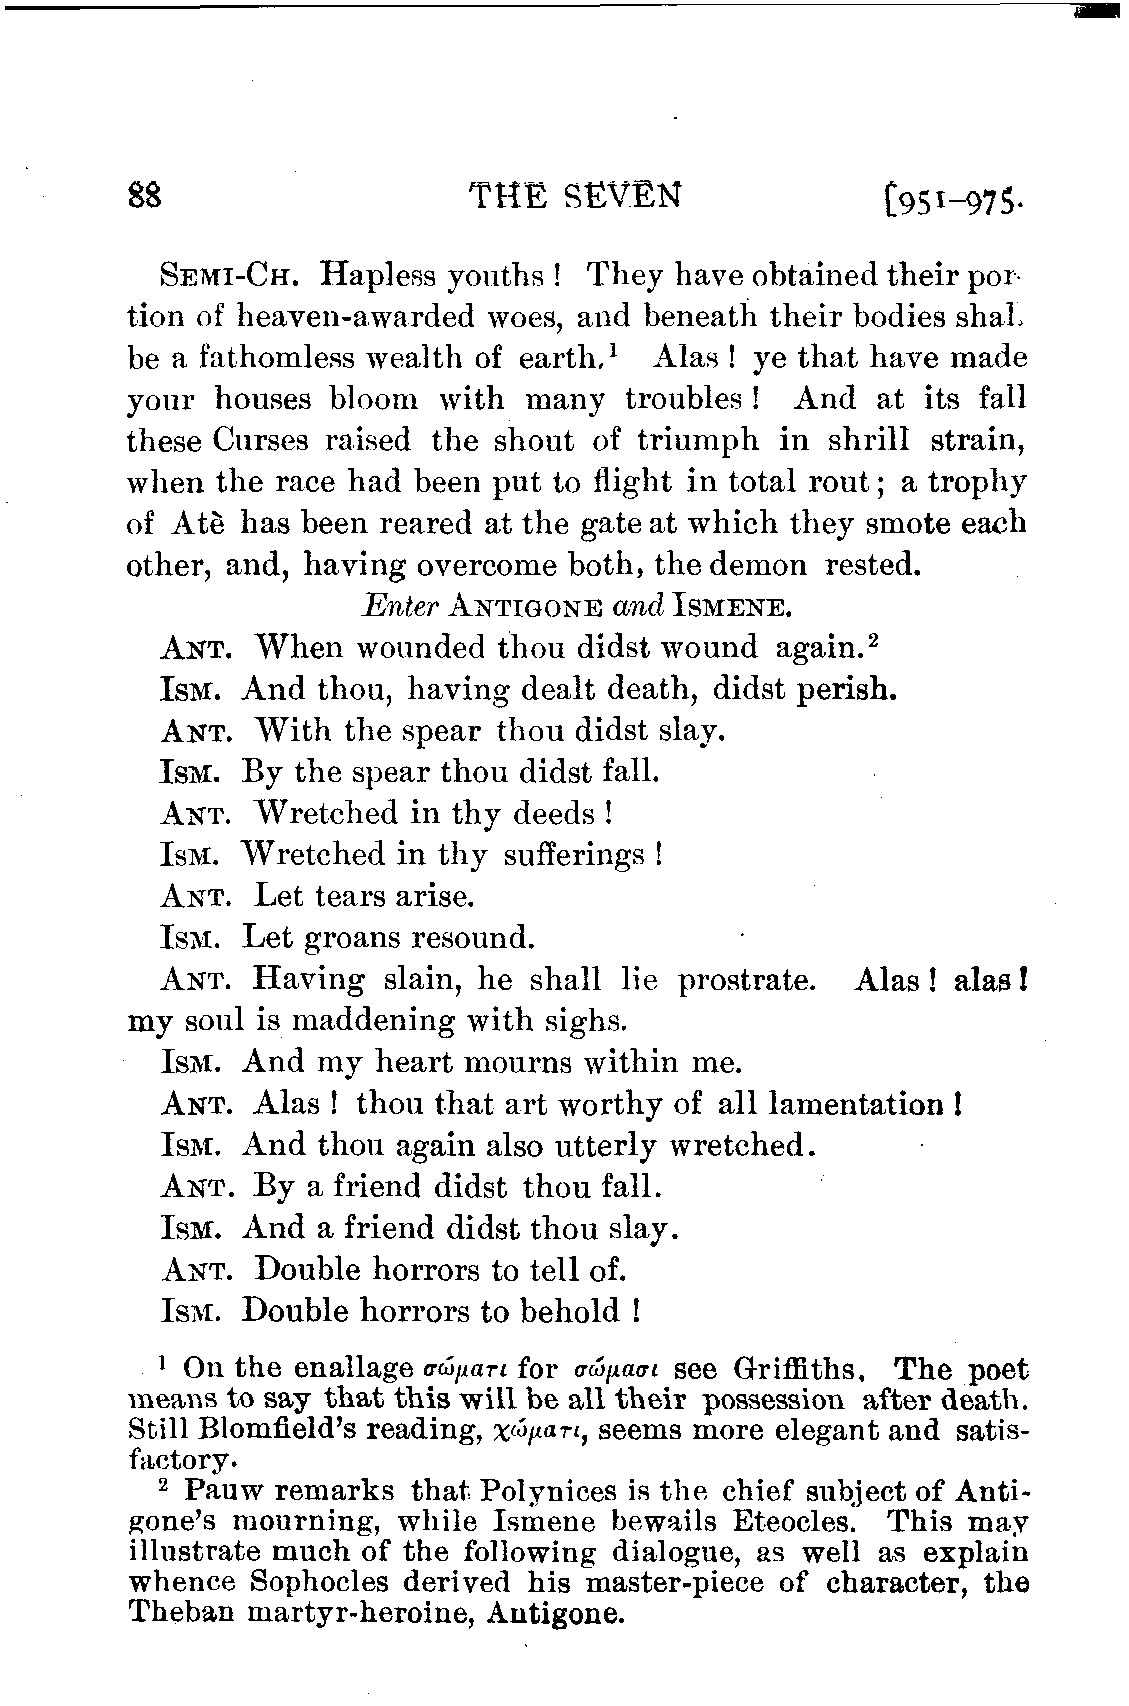 88 THE SEVEN [951–975.
SEMI-CH. Hapless youths ! They have obtained their por-
tion of heaven-awarded woes, and beneath their bodies shal.
be a fathomless wealth of earth.¹ Alas ! ye that have made
your houses bloom with many troubles ! And at its fall
these Curses raised the shout of triumph in shrill strain,
when the race had been put to flight in total rout ; a trophy
of Atè has been reared at the gate at which they smote each
other, and, having overcome both, the demon rested.
Enter ANTIGONE and ISMENE.
ANT. When wounded thou didst wound again.²
ISM. And thou, having dealt death, didst perish.
ANT. With the spear thou didst slay.
ISM. By the spear thou didst fall.
ANT. Wretched in thy deeds !
ISM. Wretched in thy sufferings !
ANT. Let tears arise.
ISM. Let groans resound.
ANT. Having slain, he shall lie prostrate. Alas ! alas !
my soul is maddening with sighs.
ISM. And my heart mourns within me.
ANT. Alas ! thou that art worthy of all lamentation !
ISM. And thou again also utterly wretched.
ANT. By a friend didst thou fall.
ISM. And a friend didst thou slay.
ANT. Double horrors to tell of.
ISM. Double horrors to behold !
¹ On the enallage σώματι for σώμασι see Griffiths. The poet
means to say that this will be all their possession after death.
Still Blomfield's reading, χώματι, seems more elegant and satis-
factory.
² Pauw remarks that Polynices is the chief subject of Anti-
gone's mourning, while Ismene bewails Eteocles. This may
illustrate much of the following dialogue, as well as explain
whence Sophocles derived his master-piece of character, the
Theban martyr-heroine, Antigone.